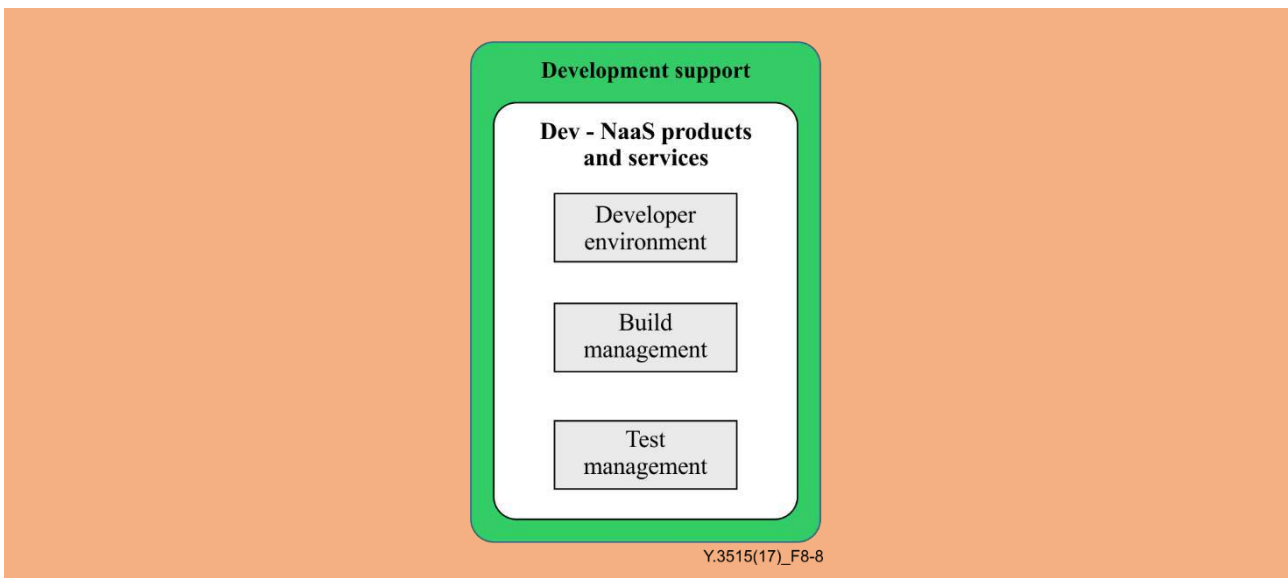 Development support
Dev - NaaS products
and services
Developer
environment
Build
management
Test
management
Y.3515(17)_F8-8